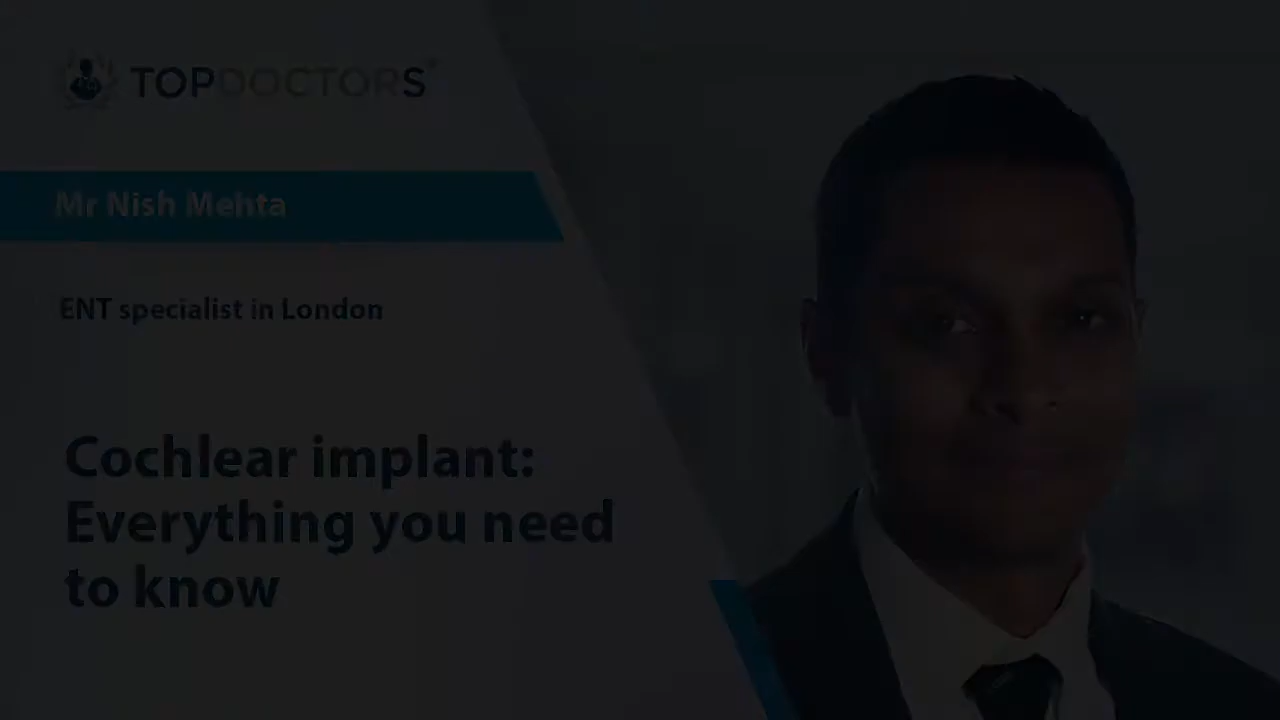 TOPDOCTORS
Mr Nish Mehta
ENT specialist in London
Cochlear implant:
Everything you need
to know